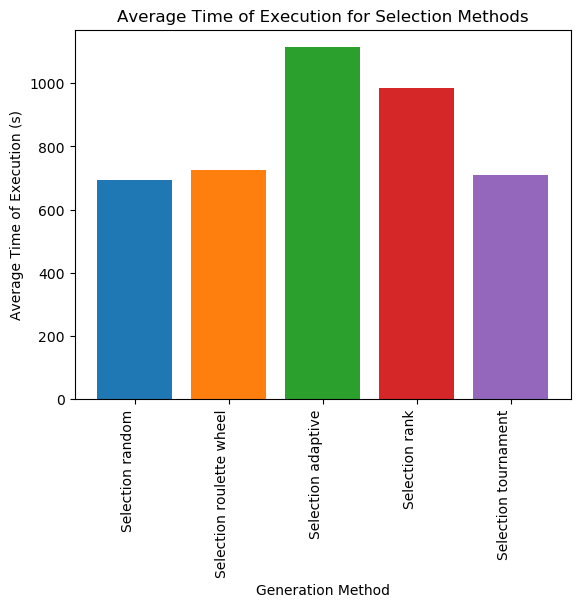 Average Time of Execution for Selection Methods
Average Time of Execution (s)
1000
800
600
400
200
0
Selection random
Selection roulette wheel
Selection adaptive
Selection rank
Selection tournament
Generation Method